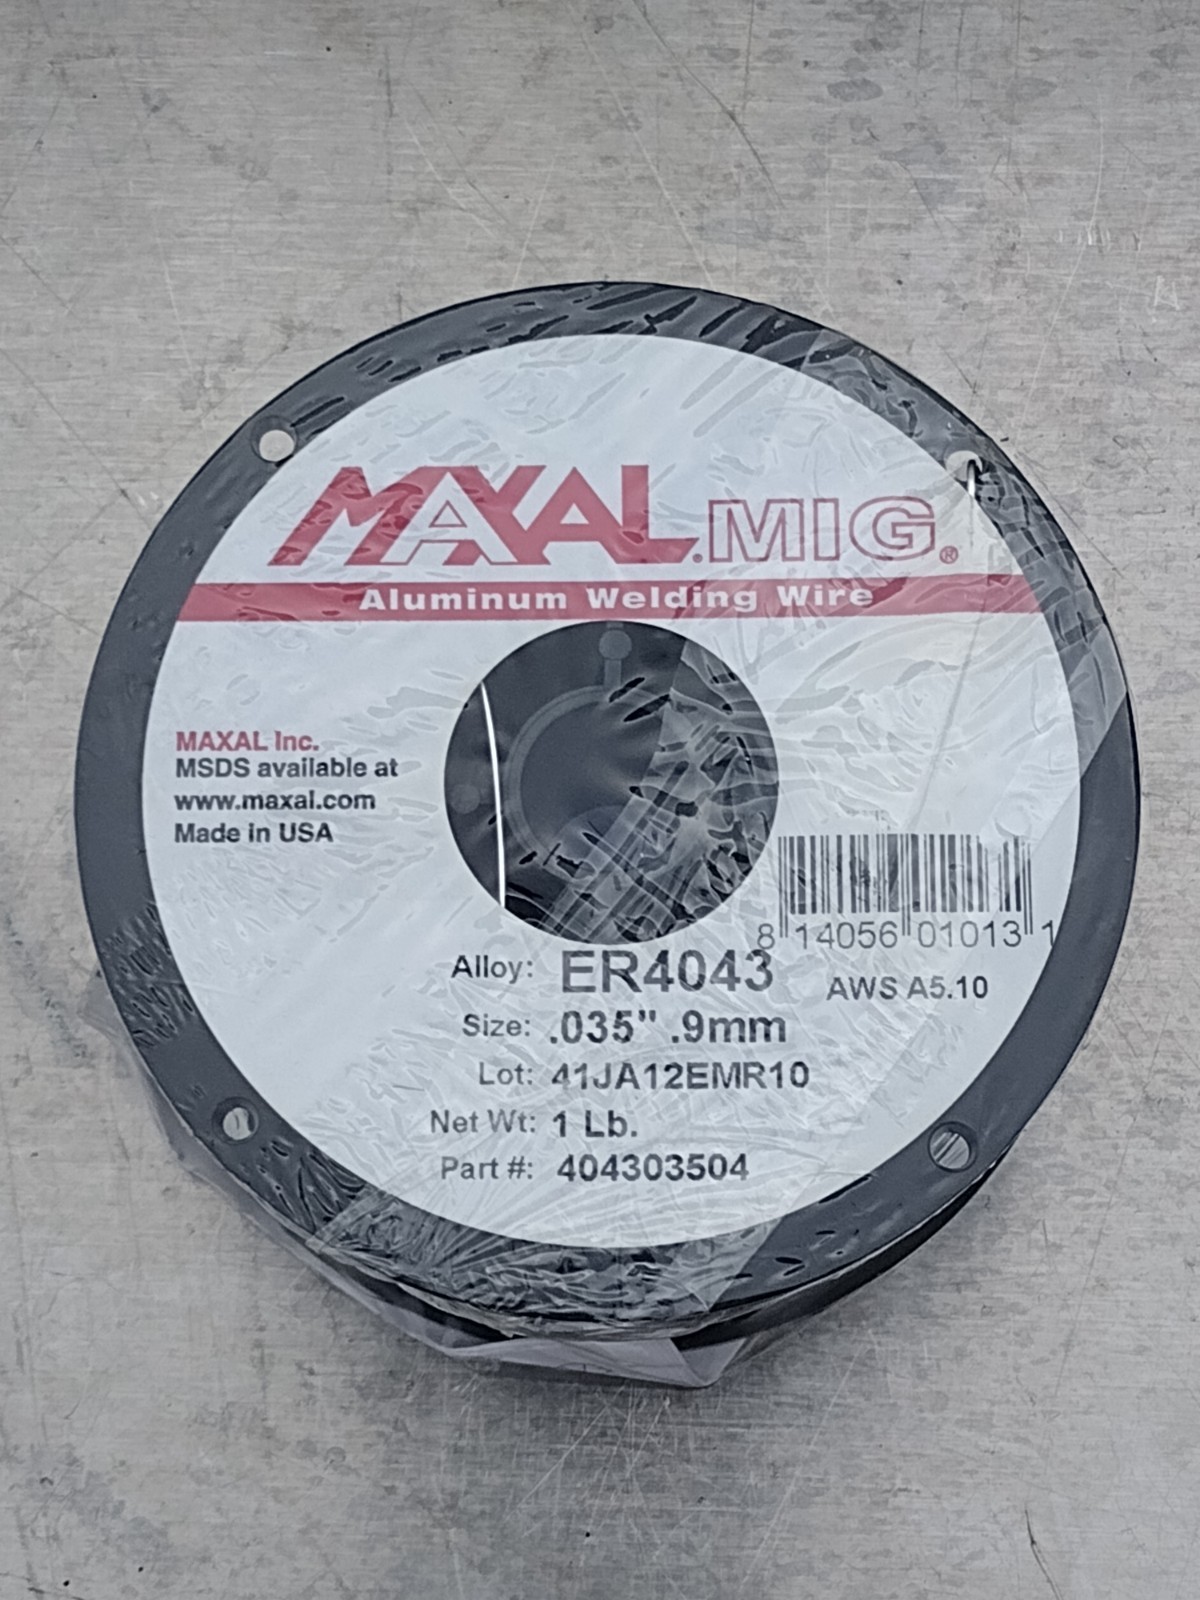 MAXAL.MIG®
Aluminum Welding Wire
MAXAL Inc.
MSDS available at
www.maxal.com
Made in USA
8 14056 01013 1
Alloy: ER4043
AWS A5.10
Size: .035" .9mm
Lot: 41JA12EMR10
Net Wt: 1 Lb.
Part #: 404303504